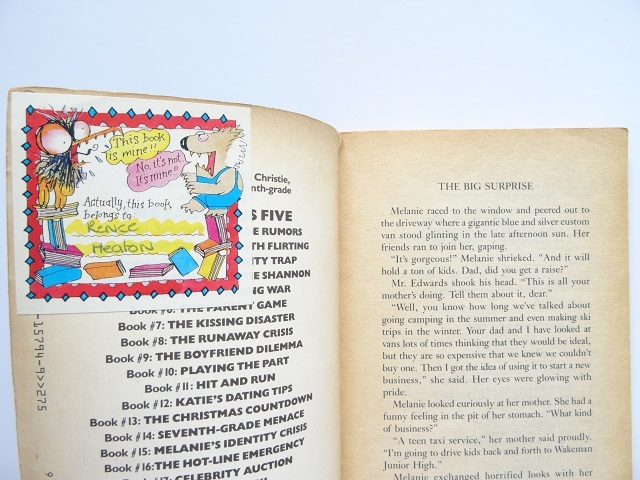 This book
is mine!!
No, it's not
It's mine"
Actually, this book
belongs to
RENEE
HEATON
Christie,
nth-grade
S FIVE
E RUMORS
TH FLIRTING
ITY TRAP
E SHANNON
NG WAR
Book #6: THE PARENT GAME
Book #7: THE KISSING DISASTER
Book #8: THE RUNAWAY CRISIS
Book #9: THE BOYFRIEND DILEMMA
Book #10: PLAYING THE PART
Book #11: HIT AND RUN
Book #12: KATIE'S DATING TIPS
Book #13: THE CHRISTMAS COUNTDOWN
Book #14: SEVENTH-GRADE MENACE
Book #15: MELANIE'S IDENTITY CRISIS
Book #16: THE HOT-LINE EMERGENCY
Book #17: CELEBRITY AUCTION
-15794-9>>275
THE BIG SURPRISE
Melanie raced to the window and peered out to
the driveway where a gigantic blue and silver custom
van stood glinting in the late afternoon sun. Her
friends ran to join her, gaping.
"It's gorgeous!" Melanie shrieked. "And it will
hold a ton of kids. Dad, did you get a raise?"
Mr. Edwards shook his head. "This is all your
mother's doing. Tell them about it, dear."
"Well, you know how long we've talked about
going camping in the summer and even making ski
trips in the winter. Your dad and I have looked at
vans lots of times thinking that they would be ideal,
but they are so expensive that we knew we couldn't
buy one. Then I got the idea of using it to start a new
business," she said. Her eyes were glowing with
pride.
Melanie looked curiously at her mother. She had a
funny feeling in the pit of her stomach. "What kind
of business?"
"A teen taxi service," her mother said proudly.
"I'm going to drive kids back and forth to Wakeman
Junior High."
Melanie exchanged horrified looks with her